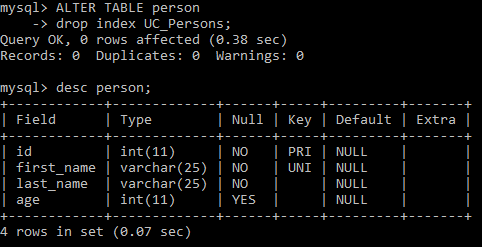 mysql> ALTER TABLE person
    -> drop index UC_Persons;
Query OK, 0 rows affected (0.38 sec)
Records: 0  Duplicates: 0  Warnings: 0

mysql> desc person;
+------------+-------------+------+-----+---------+-------+
| Field      | Type        | Null | Key | Default | Extra |
+------------+-------------+------+-----+---------+-------+
| id         | int(11)     | NO   | PRI | NULL    |       |
| first_name | varchar(25) | NO   | UNI | NULL    |       |
| last_name  | varchar(25) | NO   |     | NULL    |       |
| age        | int(11)     | YES  |     | NULL    |       |
+------------+-------------+------+-----+---------+-------+
4 rows in set (0.07 sec)